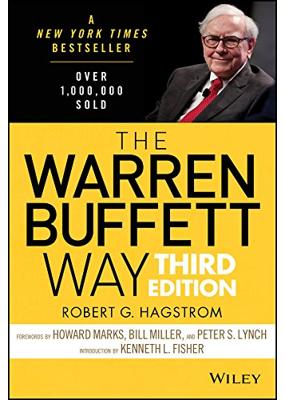 A
NEW YORK TIMES
BESTSELLER
OVER
1,000,000
SOLD
THE
WARREN
BUFFETT
WAY THIRD EDITION
ROBERT G. HAGSTROM
FOREWORDS BY HOWARD MARKS, BILL MILLER, AND PETER S. LYNCH
INTRODUCTION BY KENNETH L. FISHER
WILEY